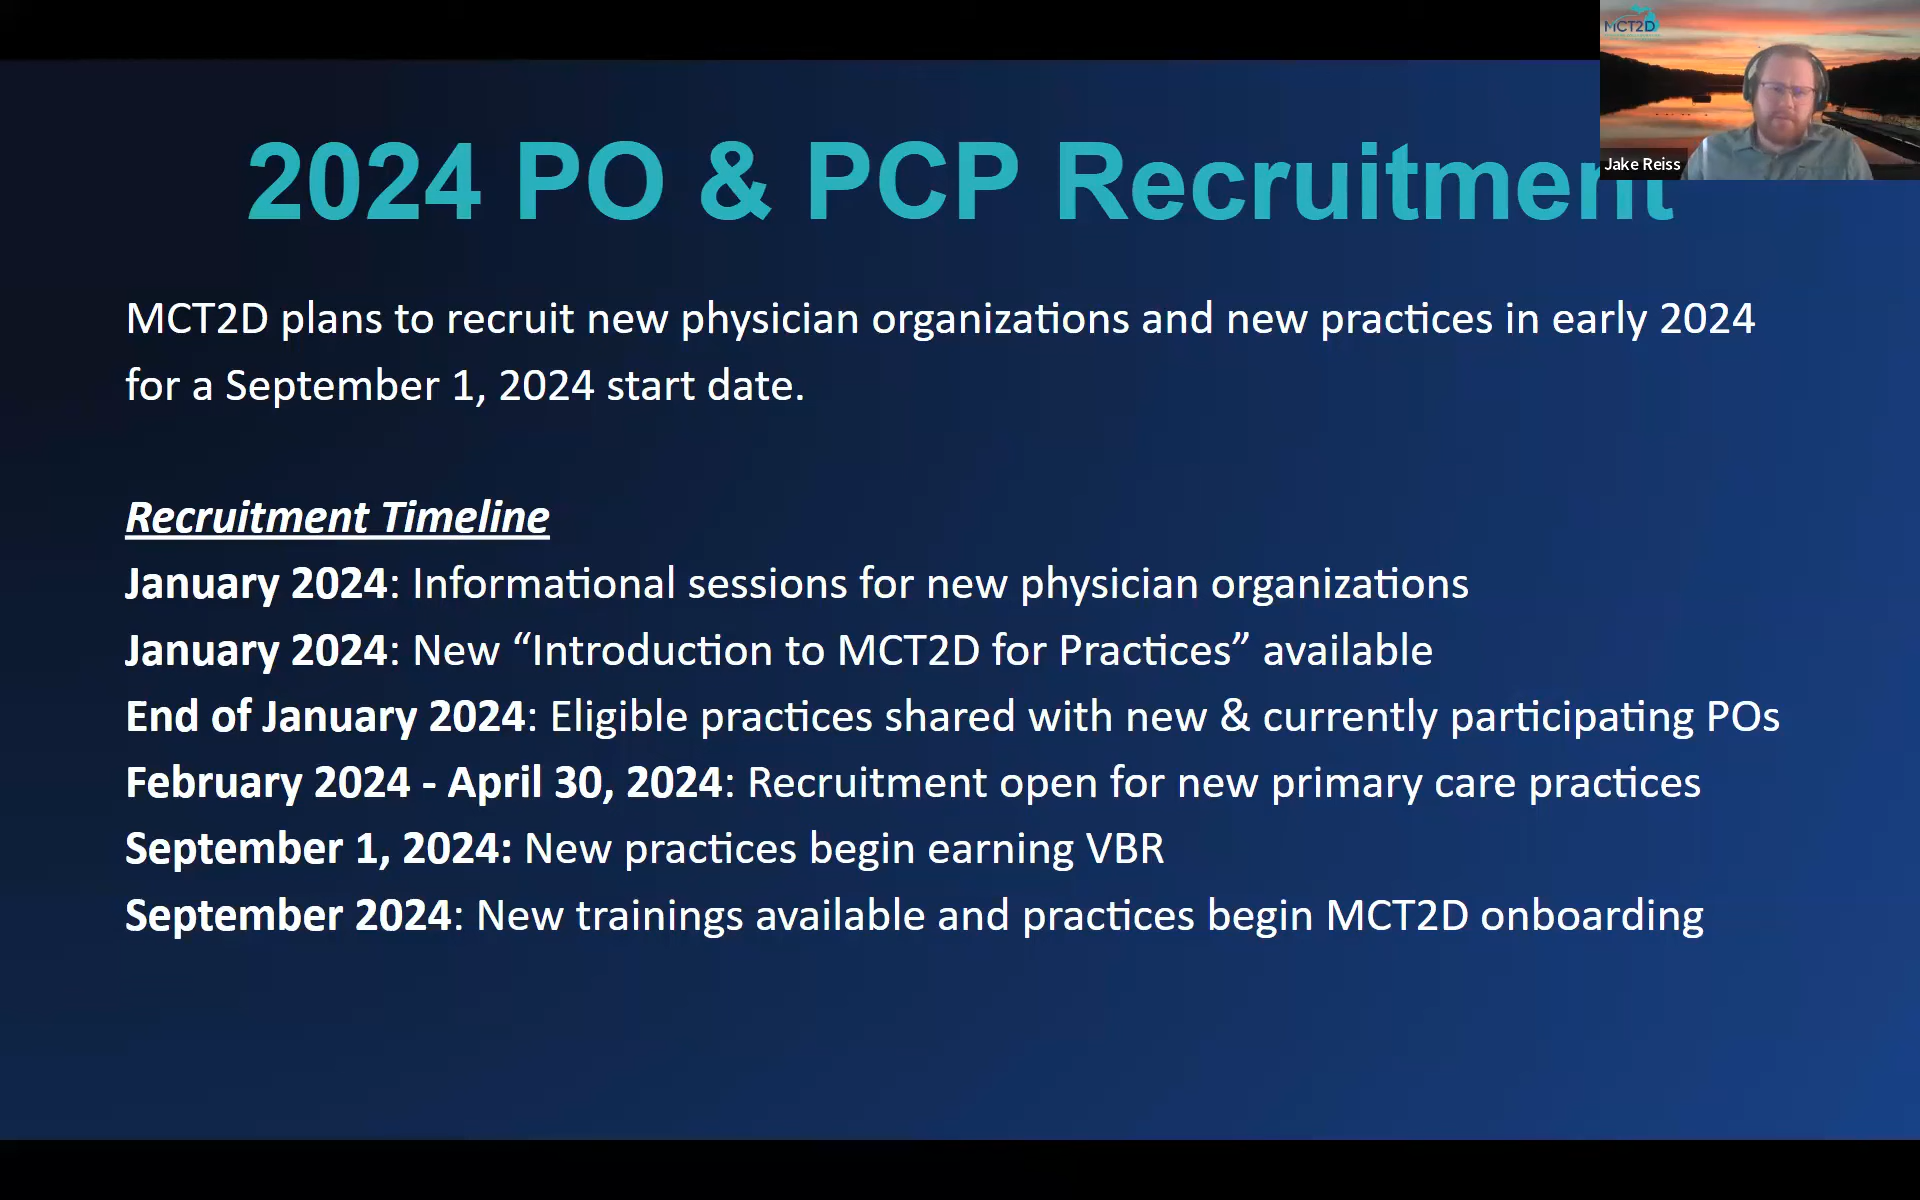 MCT2D
Jake Reiss
2024 PO & PCP Recruitment
MCT2D plans to recruit new physician organizations and new practices in early 2024
for a September 1, 2024 start date.
Recruitment Timeline
January 2024: Informational sessions for new physician organizations
January 2024: New “Introduction to MCT2D for Practices” available
End of January 2024: Eligible practices shared with new & currently participating POs
February 2024 - April 30, 2024: Recruitment open for new primary care practices
September 1, 2024: New practices begin earning VBR
September 2024: New trainings available and practices begin MCT2D onboarding